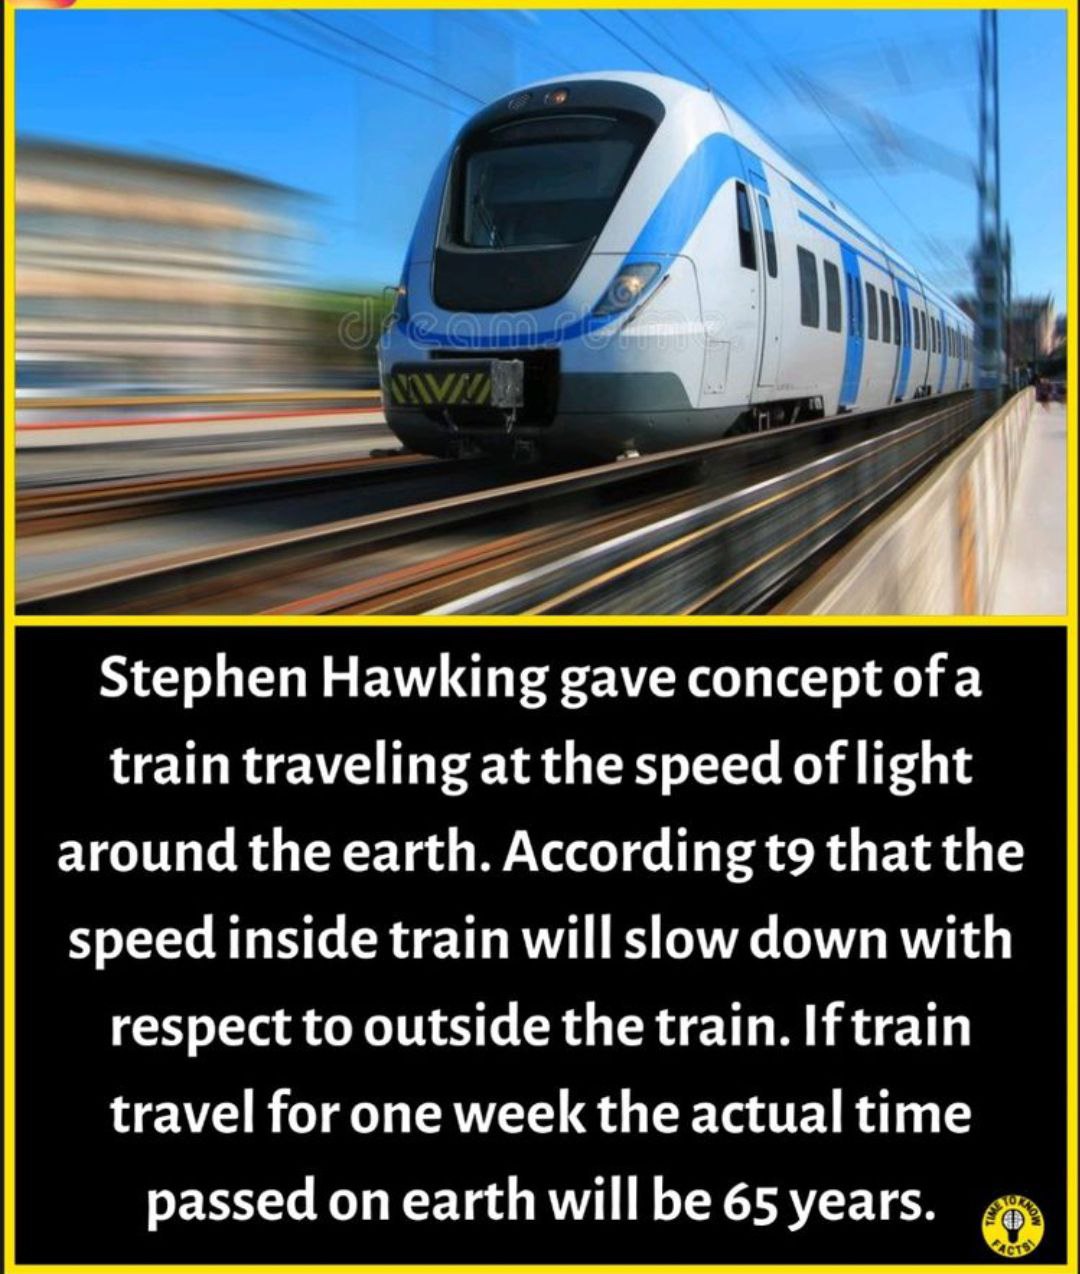 dreamstime
Stephen Hawking gave concept of a
train traveling at the speed of light
around the earth. According t9 that the
speed inside train will slow down with
respect to outside the train. If train
travel for one week the actual time
passed on earth will be 65 years.
TIME TO KNOW
FACTS!